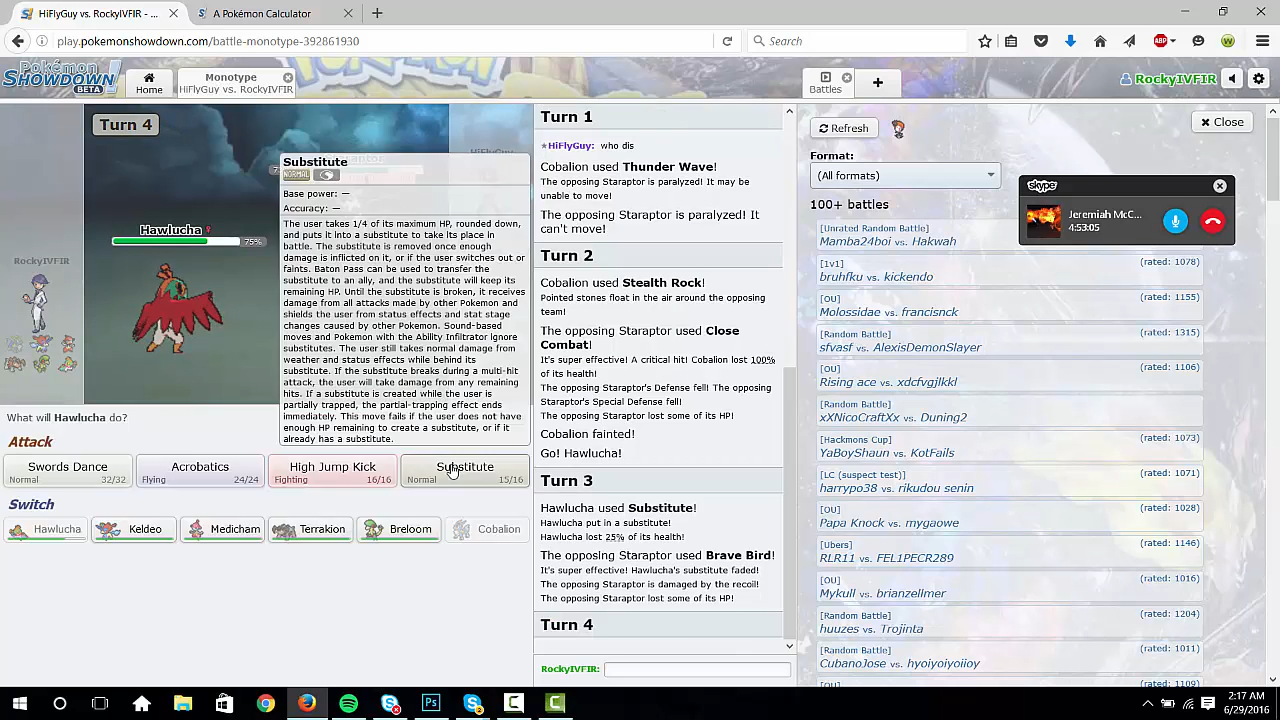 HiFlyGuy vs. RockyIVFIR - ...
A Pokémon Calculator
play.pokemonshowdown.com/battle-monotype-392861930
Search
ABP
Pokémon
SHOWDOWN!
BETA
Home
Monotype
HiFlyGuy vs. RockyIVFIR
Battles
RockyIVFIR
Turn 4
Hawlucha
75%
RockyIVFIR
HiFlyGuy
Substitute
NORMAL
Base power: —
Accuracy: —
The user takes 1/4 of its maximum HP, rounded down,
and puts it into a substitute to take its place in
battle. The substitute is removed once enough
damage is inflicted on it, or if the user switches out or
faints. Baton Pass can be used to transfer the
substitute to an ally, and the substitute will keep its
remaining HP. Until the substitute is broken, it receives
damage from all attacks made by other Pokemon and
shields the user from status effects and stat stage
changes caused by other Pokemon. Sound-based
moves and Pokemon with the Ability Infiltrator ignore
substitutes. The user still takes normal damage from
weather and status effects while behind its
substitute. If the substitute breaks during a multi-hit
attack, the user will take damage from any remaining
hits. If a substitute is created while the user is
partially trapped, the partial-trapping effect ends
immediately. This move fails if the user does not have
enough HP remaining to create a substitute, or if it
already has a substitute.
What will Hawlucha do?
Attack
Swords Dance
Normal 32/32
Acrobatics
Flying 24/24
High Jump Kick
Fighting 16/16
Substitute
Normal 15/16
Switch
Hawlucha
Keldeo
Medicham
Terrakion
Breloom
Cobalion
Turn 1
★HiFlyGuy: who dis
Cobalion used Thunder Wave!
The opposing Staraptor is paralyzed! It may be
unable to move!
The opposing Staraptor is paralyzed! It
can't move!
Turn 2
Cobalion used Stealth Rock!
Pointed stones float in the air around the opposing
team!
The opposing Staraptor used Close
Combat!
It's super effective! A critical hit! Cobalion lost 100%
of its health!
The opposing Staraptor's Defense fell! The opposing
Staraptor's Special Defense fell!
The opposing Staraptor lost some of its HP!
Cobalion fainted!
Go! Hawlucha!
Turn 3
Hawlucha used Substitute!
Hawlucha put in a substitute!
Hawlucha lost 25% of its health!
The opposing Staraptor used Brave Bird!
It's super effective! Hawlucha's substitute faded!
The opposing Staraptor is damaged by the recoil!
The opposing Staraptor lost some of its HP!
Turn 4
RockyIVFIR:
Refresh
Close
Format:
(All formats)
100+ battles
skype
Jeremiah McC...
4:53:05
[Unrated Random Battle]
Mamba24boi vs. Hakwah
[1v1] (rated: 1078)
bruhfku vs. kickendo
[OU] (rated: 1155)
Molossidae vs. francisnck
[Random Battle] (rated: 1315)
sfvasf vs. AlexisDemonSlayer
[OU] (rated: 1106)
Rising ace vs. xdcfvgjlkkl
[Random Battle]
xXNicoCraftXx vs. Duning2
[Hackmons Cup] (rated: 1073)
YaBoyShaun vs. KotFails
[LC (suspect test)] (rated: 1071)
harrypo38 vs. rikudou senin
[OU] (rated: 1028)
Papa Knock vs. mygaowe
[Ubers] (rated: 1146)
RLR11 vs. FEL1PECR289
[OU] (rated: 1016)
Mykull vs. brianzellmer
[Random Battle] (rated: 1204)
huuzes vs. Trojinta
[Random Battle] (rated: 1011)
CubanoJose vs. hyoiyoiyoiioy
[OU] (rated: 1109)
2:17 AM
6/29/2016